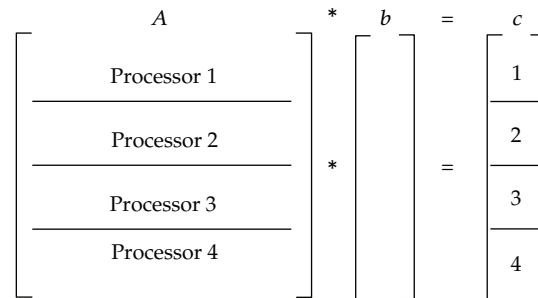 A * b = c
Processor 1 1
Processor 2 2
* =
Processor 3 3
Processor 4 4